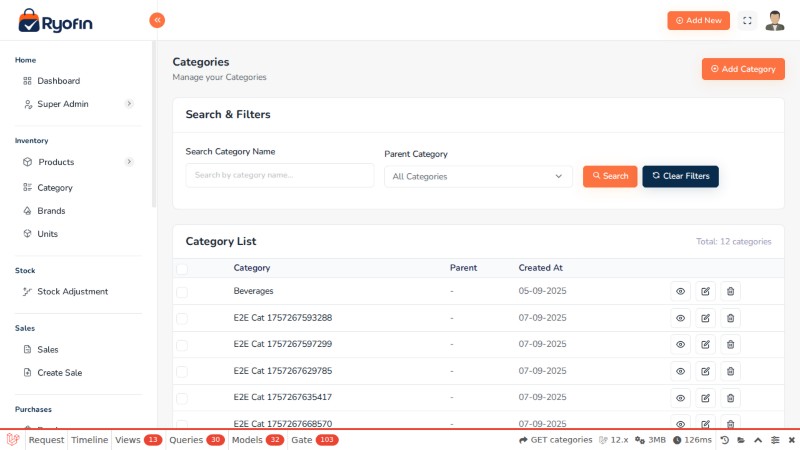 Ryofin
Add New
Home
Dashboard
Super Admin
Inventory
Products
Category
Brands
Units
Stock
Stock Adjustment
Sales
Sales
Create Sale
Purchases
Categories
Manage your Categories
Add Category
Search & Filters
Search Category Name
Search by category name...
Parent Category
All Categories
Search
Clear Filters
Category List
Total: 12 categories
Category Parent Created At
Beverages - 05-09-2025
E2E Cat 1757267593288 - 07-09-2025
E2E Cat 1757267597299 - 07-09-2025
E2E Cat 1757267629785 - 07-09-2025
E2E Cat 1757267635417 - 07-09-2025
E2E Cat 1757267668570 - 07-09-2025
Request Timeline Views 13 Queries 30 Models 32 Gate 103 GET categories 12.x 3MB 126ms